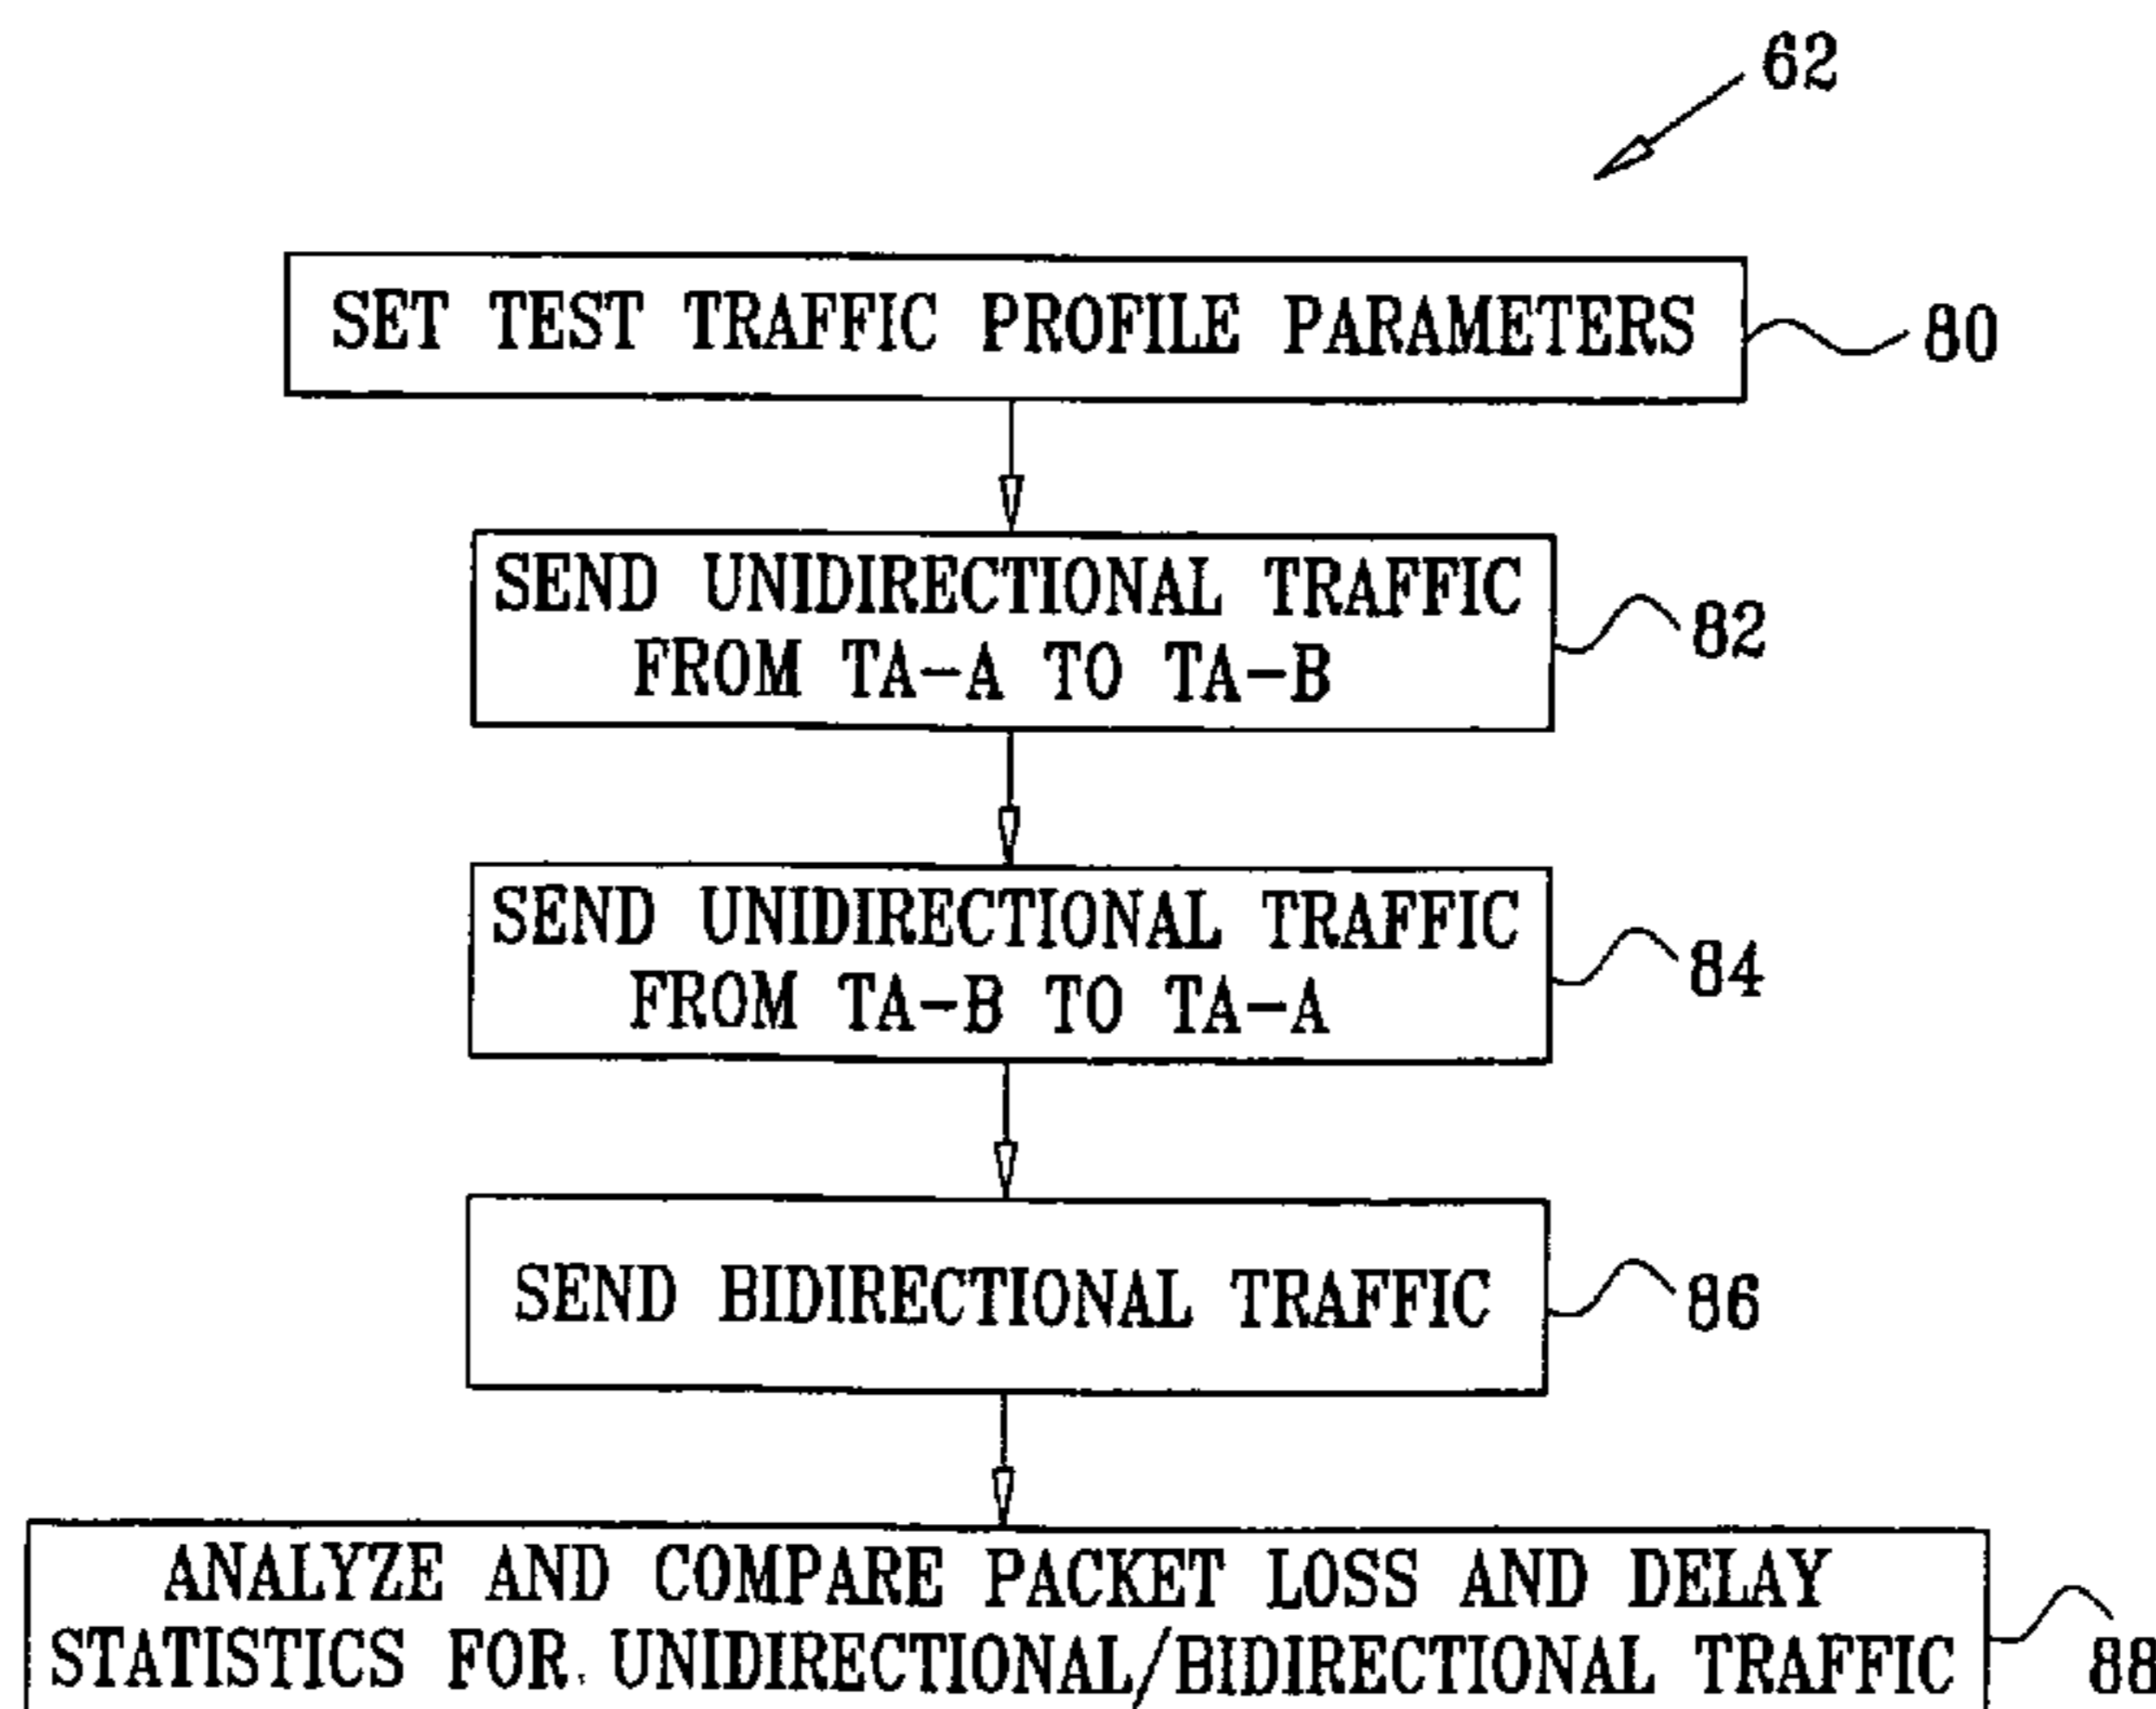 62
SET TEST TRAFFIC PROFILE PARAMETERS
80
SEND UNIDIRECTIONAL TRAFFIC
FROM TA-A TO TA-B
82
SEND UNIDIRECTIONAL TRAFFIC
FROM TA-B TO TA-A
84
SEND BIDIRECTIONAL TRAFFIC
86
ANALYZE AND COMPARE PACKET LOSS AND DELAY
STATISTICS FOR UNIDIRECTIONAL/BIDIRECTIONAL TRAFFIC
88